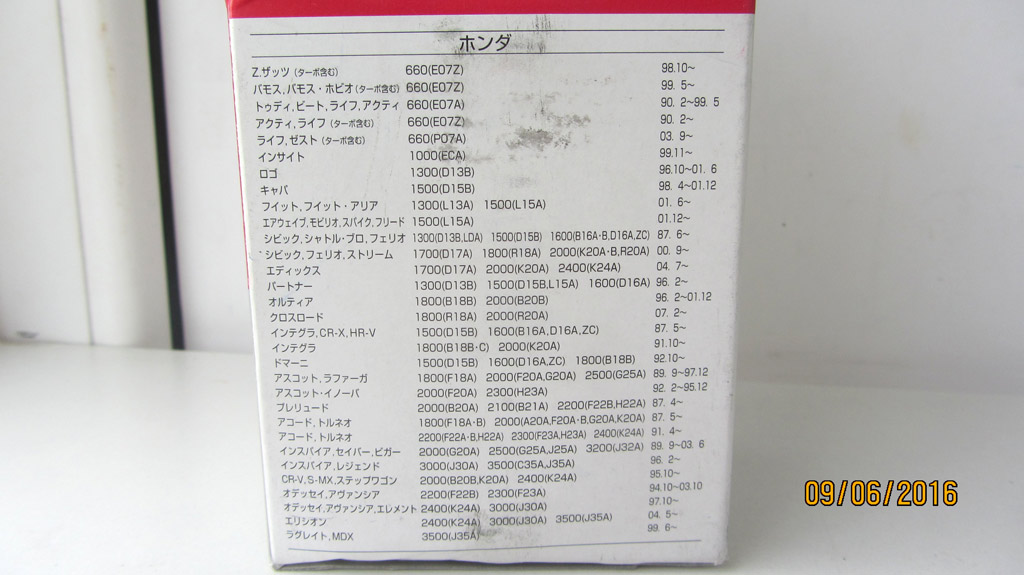 ホンダ
Z.ザッツ (ターボ含む) 660(E07Z) 98.10~
バモス,バモス・ホビオ(ターボ含む) 660(E07Z) 99. 5~
トゥディ,ビート,ライフ,アクティ 660(E07A) 90. 2~99. 5
アクティ,ライフ (ターボ含む) 660(E07Z) 90. 2~
ライフ,ゼスト (ターボ含む) 660(P07A) 03. 9~
インサイト 1000(ECA) 99.11~
ロゴ 1300(D13B) 96.10~01. 6
キャパ 1500(D15B) 98. 4~01.12
フイット,フイット・アリア 1300(L13A) 1500(L15A) 01. 6~
エアウェイブ,モビリオ,スパイク,フリード 1500(L15A) 01.12~
シビック,シャトル・プロ,フェリオ 1300(D13B,LDA) 1500(D15B) 1600(B16A・B,D16A,ZC) 87. 6~
シビック,フェリオ,ストリーム 1700(D17A) 1800(R18A) 2000(K20A・B,R20A) 00. 9~
エディックス 1700(D17A) 2000(K20A) 2400(K24A) 04. 7~
パートナー 1300(D13B) 1500(D15B,L15A) 1600(D16A) 96. 2~
オルティア 1800(B18B) 2000(B20B) 96. 2~01.12
クロスロード 1800(R18A) 2000(R20A) 07. 2~
インテグラ,CR-X,HR-V 1500(D15B) 1600(B16A,D16A,ZC) 87. 5~
インテグラ 1800(B18B・C) 2000(K20A) 91.10~
ドマーニ 1500(D15B) 1600(D16A,ZC) 1800(B18B) 92.10~
アスコット,ラファーガ 1800(F18A) 2000(F20A,G20A) 2500(G25A) 89. 9~97.12
アスコット・イノーバ 2000(F20A) 2300(H23A) 92. 2~95.12
プレリュード 2000(B20A) 2100(B21A) 2200(F22B,H22A) 87. 4~
アコード,トルネオ 1800(F18A・B) 2000(A20A,F20A・B,G20A,K20A) 87. 5~
アコード,トルネオ 2200(F22A・B,H22A) 2300(F23A,H23A) 2400(K24A) 91. 4~
インスパイア,セイバー,ビガー 2000(G20A) 2500(G25A,J25A) 3200(J32A) 89. 9~03. 6
インスパイア,レジェンド 3000(J30A) 3500(C35A,J35A) 96. 2~
CR-V,S-MX,ステップワゴン 2000(B20B,K20A) 2400(K24A) 95.10~
オデッセイ,アヴァンシア 2200(F22B) 2300(F23A) 94.10~03.10
オデッセイ,アヴァンシア,エレメント 2400(K24A) 3000(J30A) 97.10~
エリシオン 2400(K24A) 3000(J30A) 3500(J35A) 04. 5~
ラグレイト,MDX 3500(J35A) 99. 6~
09/06/2016